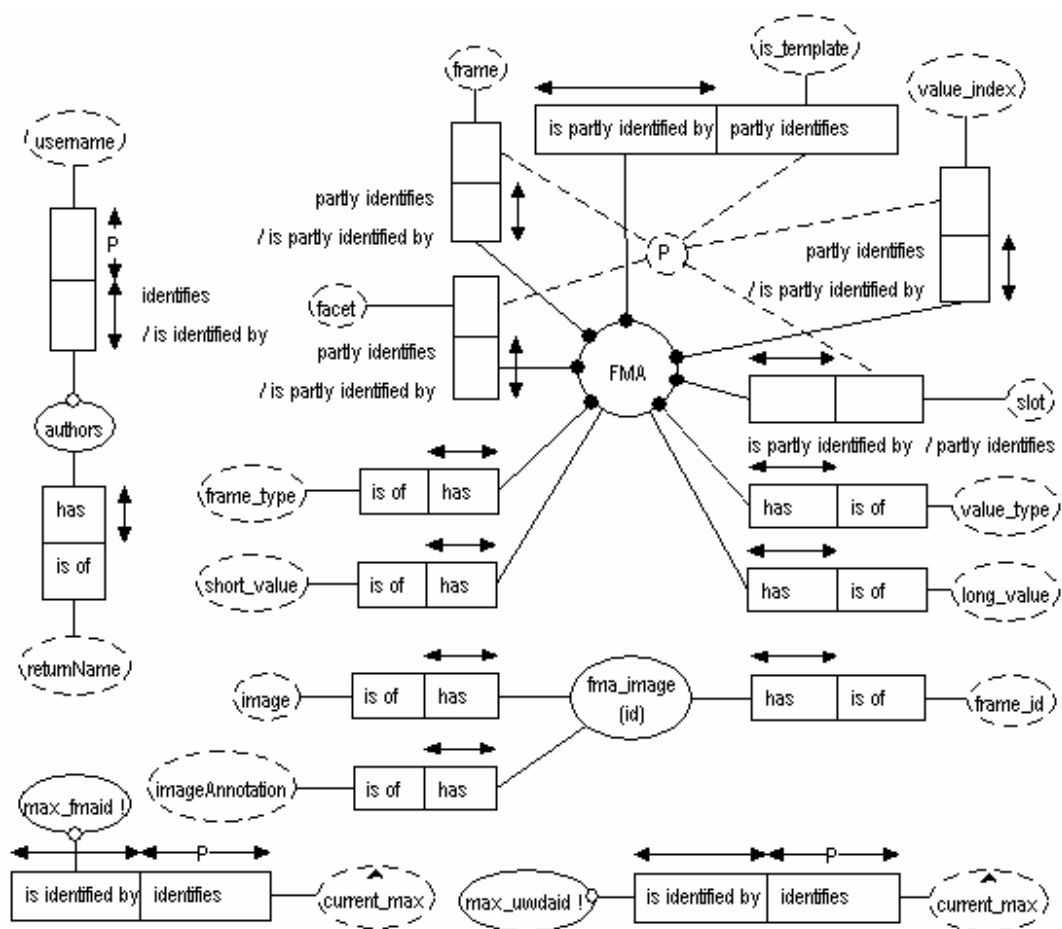 is_template
frame
value_index
is partly identified by partly identifies
username
partly identifies
/ is partly identified by
P
P
partly identifies
/ is partly identified by
identifies
/ is identified by
facet
partly identifies
/ is partly identified by
FMA
slot
authors
is partly identified by / partly identifies
frame_type
is of has
has is of
value_type
has
is of
short_value
is of has
has is of
long_value
returnName
image
is of has
fma_image
(id)
has is of
frame_id
imageAnnotation
is of has
max_fmaid !
P
is identified by identifies
current_max
max_uwdaid !
P
is identified by identifies
current_max